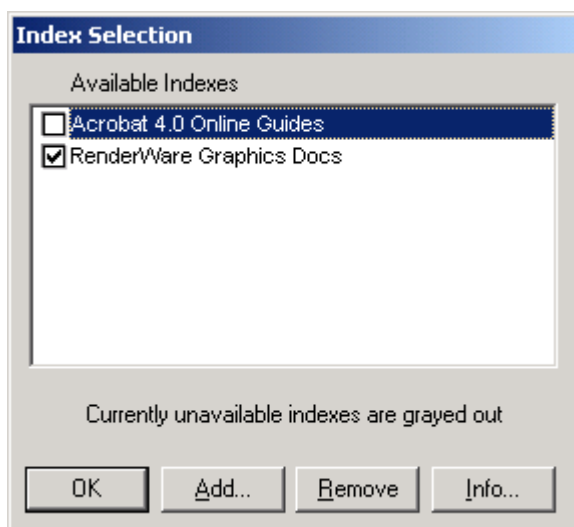 Index Selection
Available Indexes
Acrobat 4.0 Online Guides
RenderWare Graphics Docs
Currently unavailable indexes are grayed out
OK Add... Remove Info...